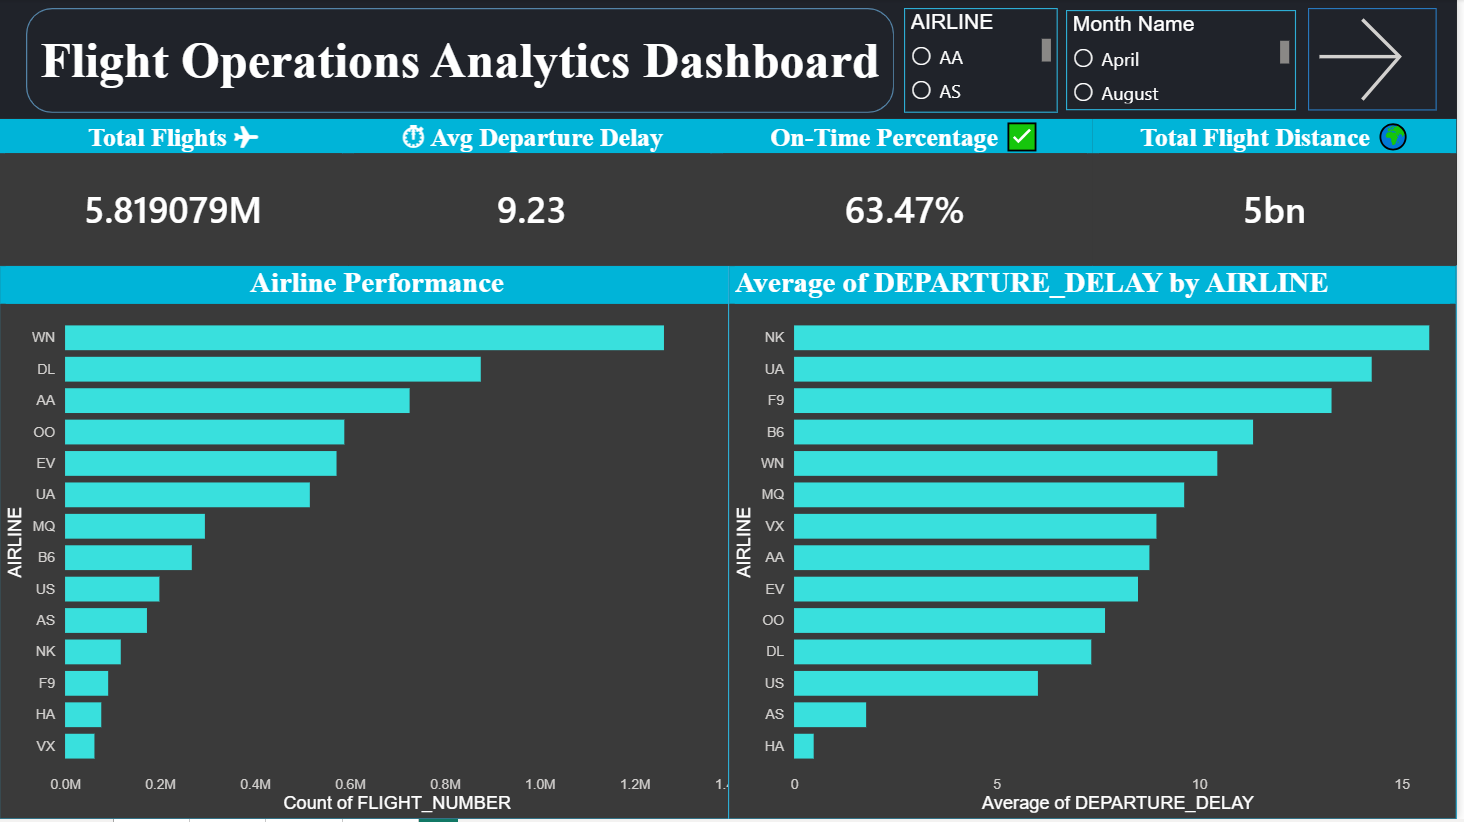 Flight Operations Analytics Dashboard
AIRLINE
AA
AS
Month Name
April
August
Total Flights ✈
⏱ Avg Departure Delay
On-Time Percentage ✅
Total Flight Distance 🌍
5.819079M
9.23
63.47%
5bn
Airline Performance
AIRLINE
WN
DL
AA
OO
EV
UA
MQ
B6
US
AS
NK
F9
HA
VX
0.0M 0.2M 0.4M 0.6M 0.8M 1.0M 1.2M
Count of FLIGHT_NUMBER
Average of DEPARTURE_DELAY by AIRLINE
AIRLINE
NK
UA
F9
B6
WN
MQ
VX
AA
EV
OO
DL
US
AS
HA
0 5 10 15
Average of DEPARTURE_DELAY